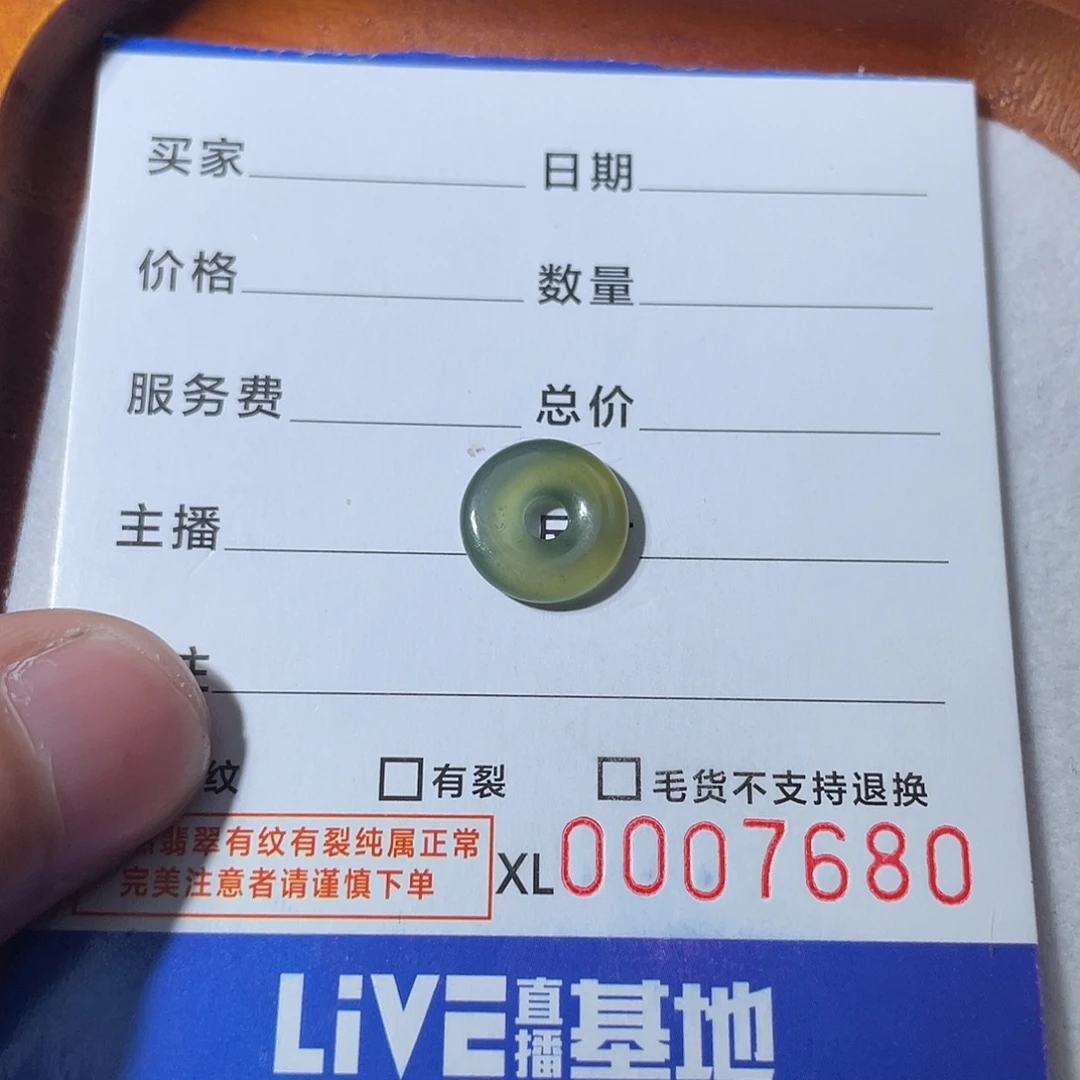 买家 日期
价格 数量
服务费 总价
主播
注
纹 有裂 毛货不支持退换
翡翠有纹有裂纯属正常
完美注意者请谨慎下单
XL0007680
LiVE直播基地